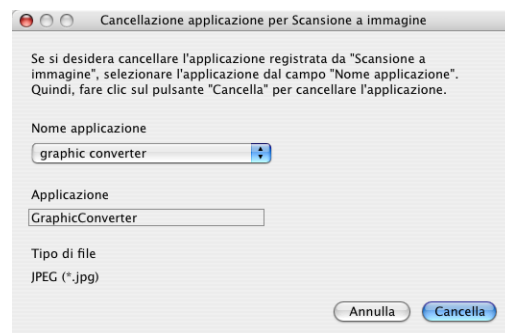 Cancellazione applicazione per Scansione a immagine
Se si desidera cancellare l'applicazione registrata da "Scansione a
immagine", selezionare l'applicazione dal campo "Nome applicazione".
Quindi, fare clic sul pulsante "Cancella" per cancellare l'applicazione.
Nome applicazione
graphic converter
Applicazione
GraphicConverter
Tipo di file
JPEG (*.jpg)
Annulla Cancella